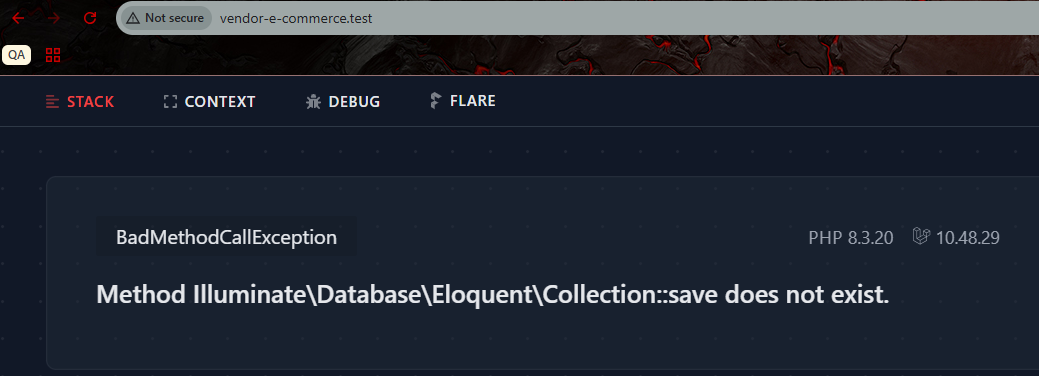 Not secure vendor-e-commerce.test
QA
STACK CONTEXT DEBUG FLARE
BadMethodCallException PHP 8.3.20 10.48.29
Method Illuminate\Database\Eloquent\Collection::save does not exist.